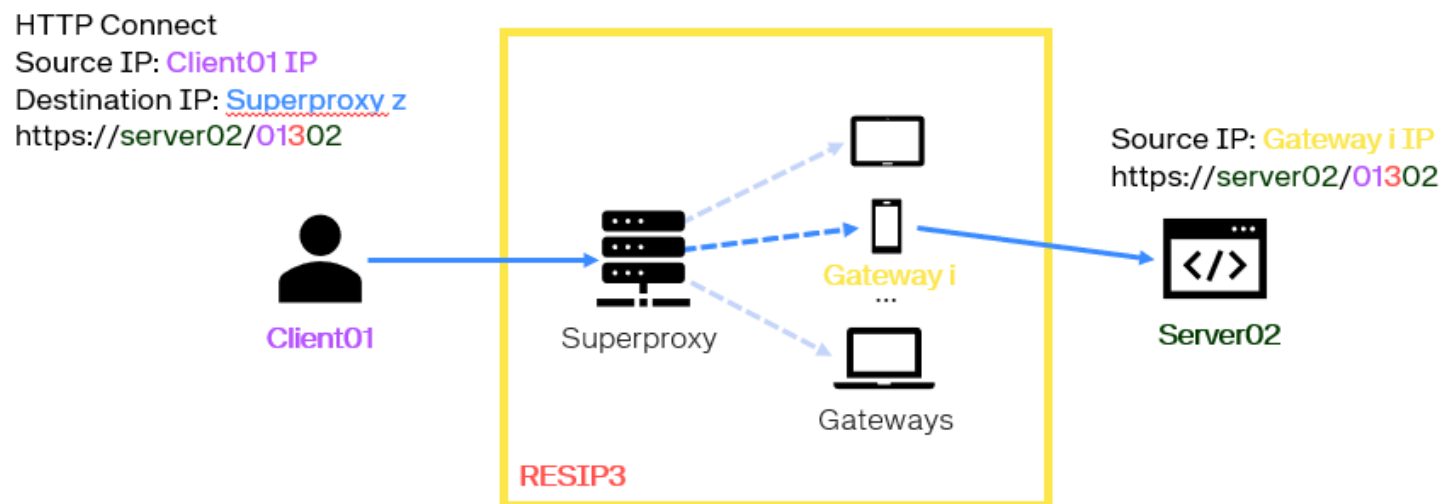 HTTP Connect
Source IP: Client01 IP
Destination IP: Superproxy z
https://server02/01302
Source IP: Gateway i IP
https://server02/01302
Gateway i
...
Client01
Superproxy
Server02
Gateways
RESIP3